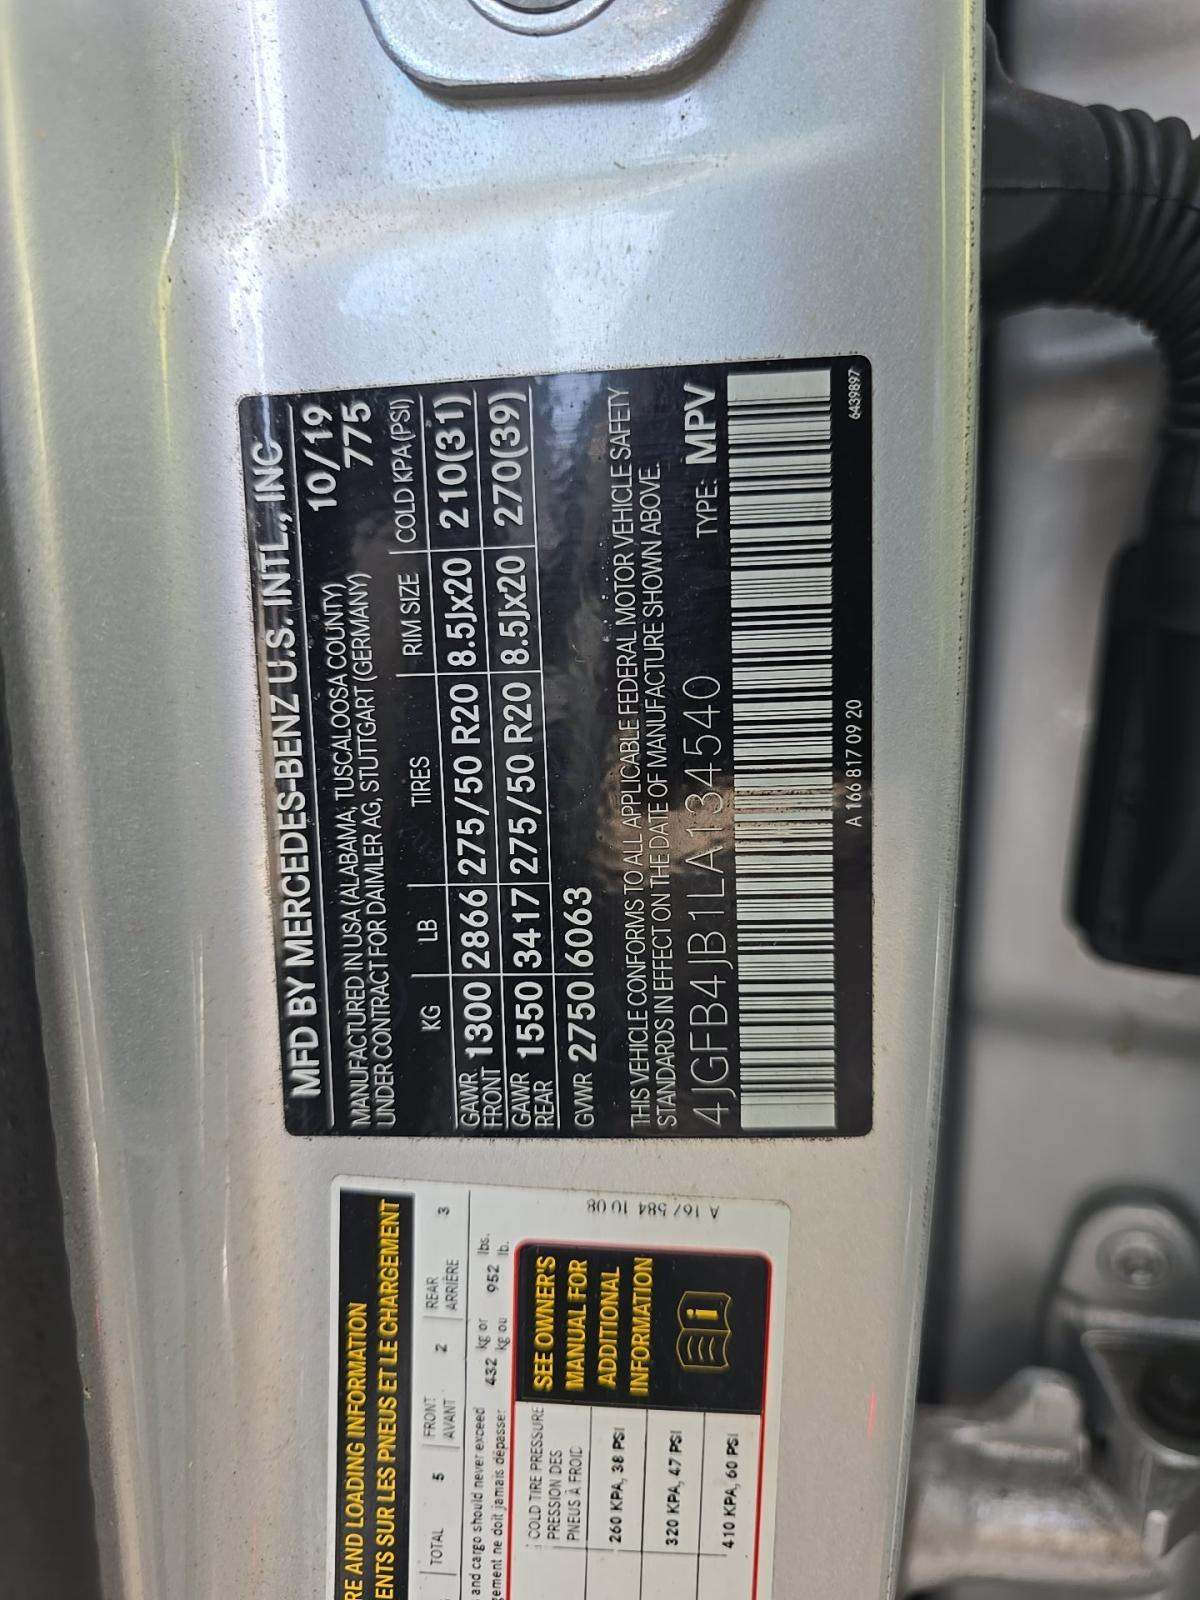 MFD BY MERCEDES-BENZ U.S. INTL., INC
MANUFACTURED IN USA (ALABAMA, TUSCALOOSA COUNTY) 10/19
UNDER CONTRACT FOR DAIMLER AG, STUTTGART (GERMANY) 775
KG LB TIRES RIM SIZE COLD KPA(PSI)
GAWR FRONT 1300 2866 275/50 R20 8.5Jx20 210(31)
GAWR REAR 1550 3417 275/50 R20 8.5Jx20 270(39)
GVWR 2750 6063
THIS VEHICLE CONFORMS TO ALL APPLICABLE FEDERAL MOTOR VEHICLE SAFETY
STANDARDS IN EFFECT ON THE DATE OF MANUFACTURE SHOWN ABOVE.
4JGFB4JB1LA134540 TYPE: MPV
A 166 817 09 20 6439897
RE AND LOADING INFORMATION
ENTS SUR LES PNEUS ET LE CHARGEMENT
TOTAL 5 FRONT AVANT 2 REAR ARRIÈRE 3
and cargo should never exceed 432 kg or 952 lbs.
gement ne doit jamais dépasser kg ou lb.
COLD TIRE PRESSURE
PRESSION DES
PNEUS À FROID
260 KPA, 38 PSI
320 KPA, 47 PSI
410 KPA, 60 PSI
SEE OWNER'S
MANUAL FOR
ADDITIONAL
INFORMATION
i
A 167 584 10 08